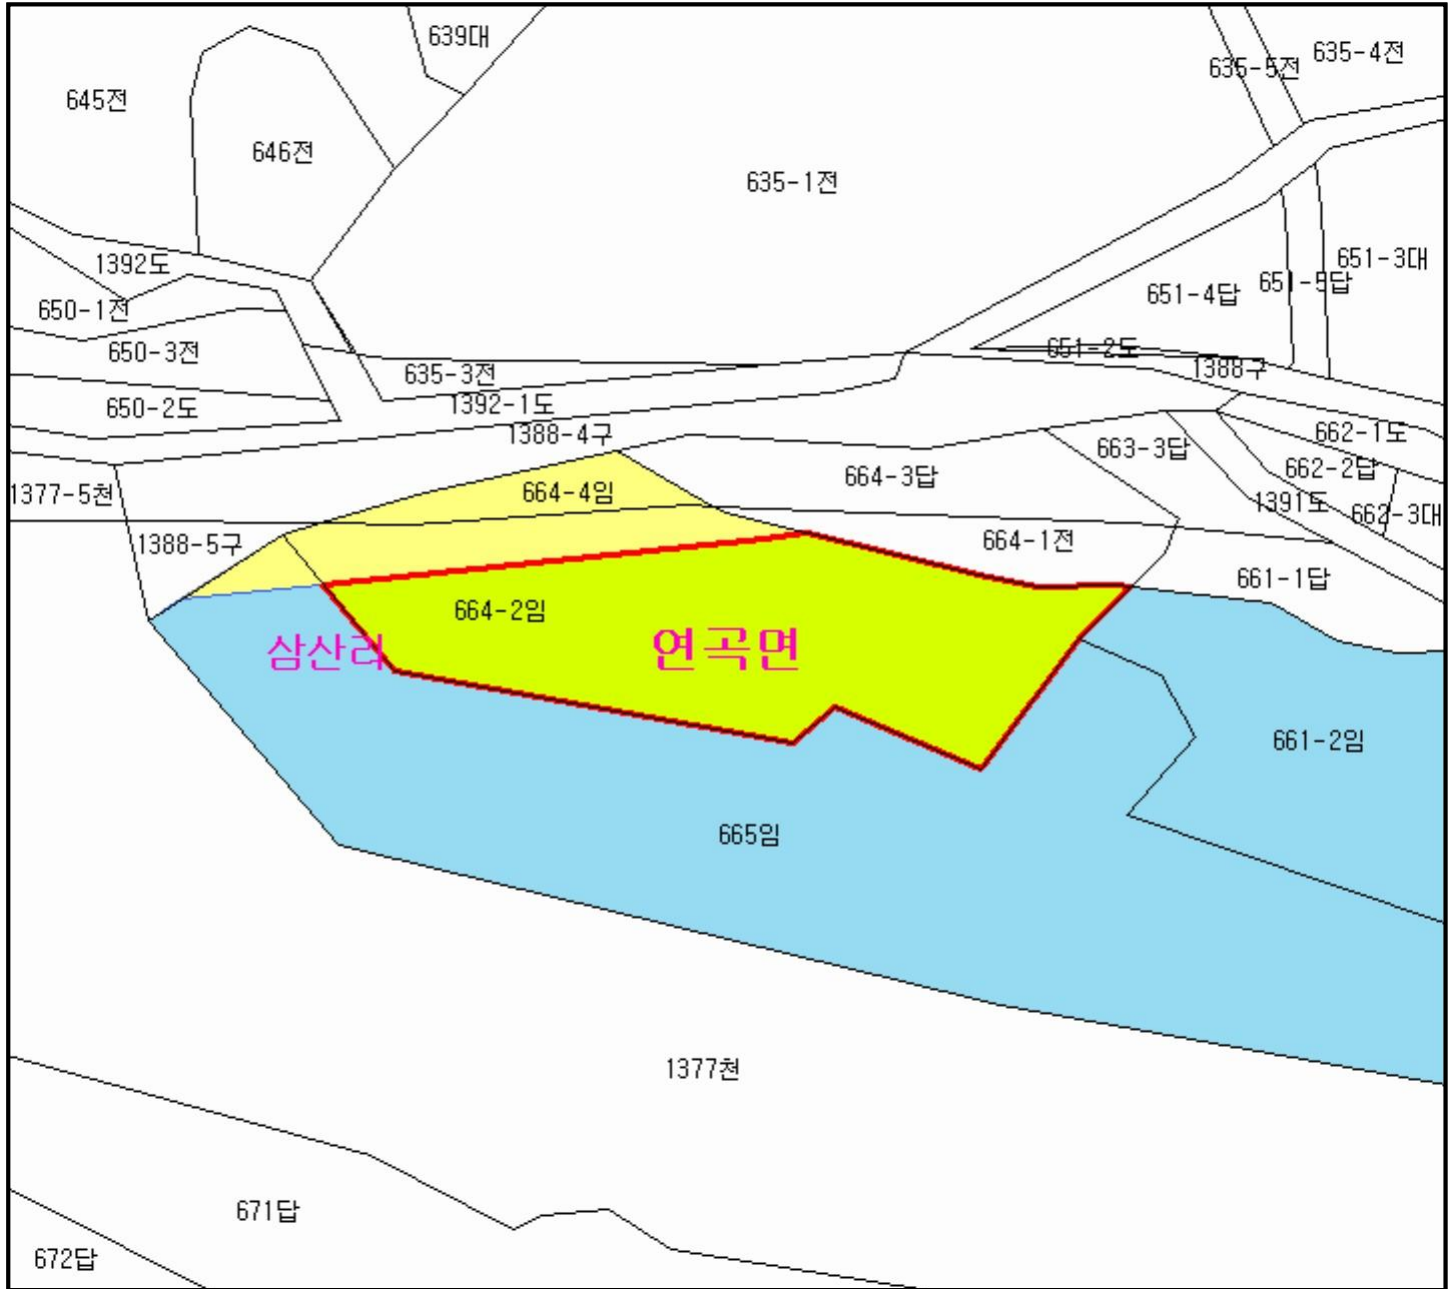 639대
635-4전
635-5전
645전
646전
635-1전
651-3대
1392도
651-5답
651-4답
650-1전
651-2도
650-3전
1388구
635-3전
1392-1도
650-2도
662-1도
1388-4구
663-3답
662-2답
664-3답
1377-5천
664-4임
1391도
662-3대
1388-5구
664-1전
661-1답
664-2임
삼산리
연곡면
661-2임
665임
1377천
671답
672답